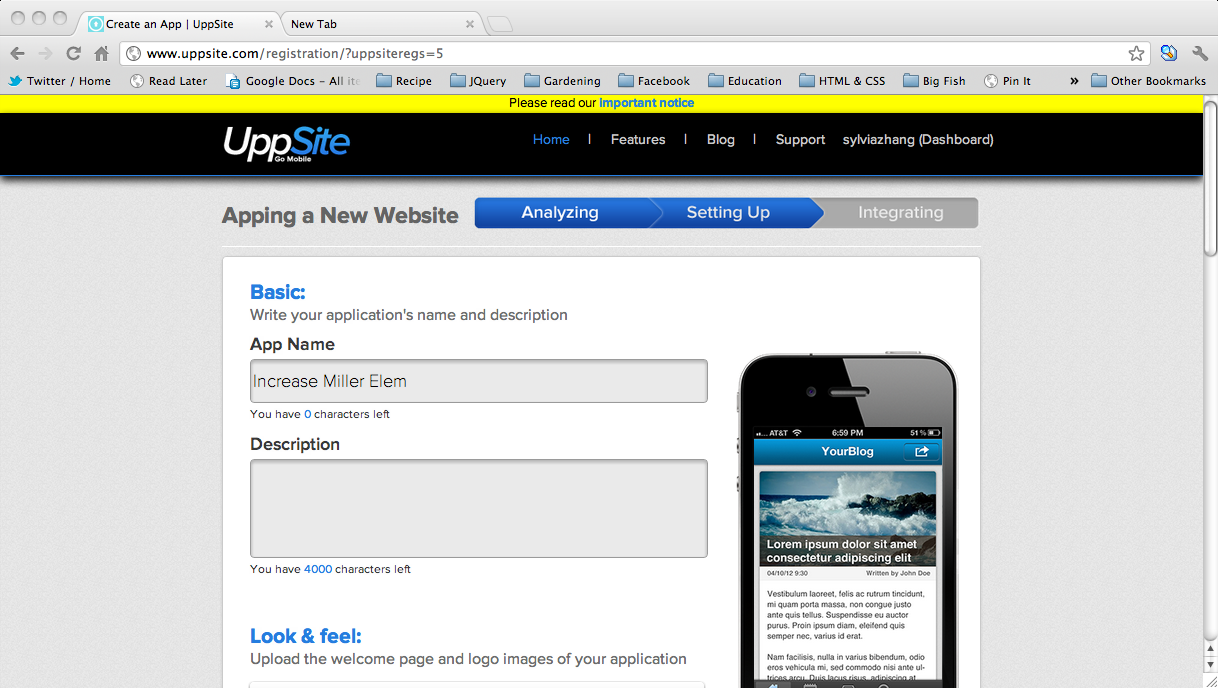 Create an App | UppSite
New Tab
www.uppsite.com/registration/?uppsiteregs=5
Twitter / Home Read Later Google Docs - All ite Recipe JQuery Gardening Facebook Education HTML & CSS Big Fish Pin It » Other Bookmarks
Please read our important notice
UppSite
Go Mobile
Home | Features | Blog | Support sylviazhang (Dashboard)
Apping a New Website Analyzing Setting Up Integrating
Basic:
Write your application's name and description
App Name
Increase Miller Elem
You have 0 characters left
Description
You have 4000 characters left
Look & feel:
Upload the welcome page and logo images of your application
AT&T 6:59 PM 51 %
YourBlog
Lorem ipsum dolor sit amet
consectetur adipiscing elit
04/10/12 9:30 Written by John Doe
Vestibulum laoreet, felis ac rutrum tincidunt,
mi quam porta massa, non congue justo
ante quis tellus. Suspendisse eu auctor
purus. Proin ipsum diam, eleifend quis
semper nec, varius id erat.
Nam facilisis, nulla in varius bibendum, odio
eros vehicula mi, sed commodo nisi ante ul-
trices arcu. Duis lacus risus, adipiscing at